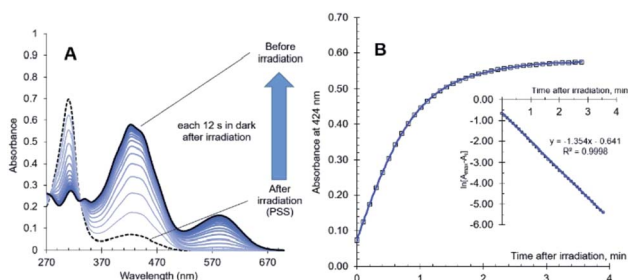 A
Before
irradiation
each 12 s in dark
after irradiation
After
irradiation
(PSS)
Absorbance
1
0.9
0.8
0.7
0.6
0.5
0.4
0.3
0.2
0.1
0
270
370
470
570
670
Wavelength (nm)
B
Absorbance at 424 nm
0.70
0.60
0.50
0.40
0.30
0.20
0.10
0.00
0
1
2
3
4
Time after irradiation, min
Time after irradiation, min
0
1
2
3
4
0.00
-1.00
-2.00
-3.00
-4.00
-5.00
-6.00
y = -1.354x - 0.641
R² = 0.9998